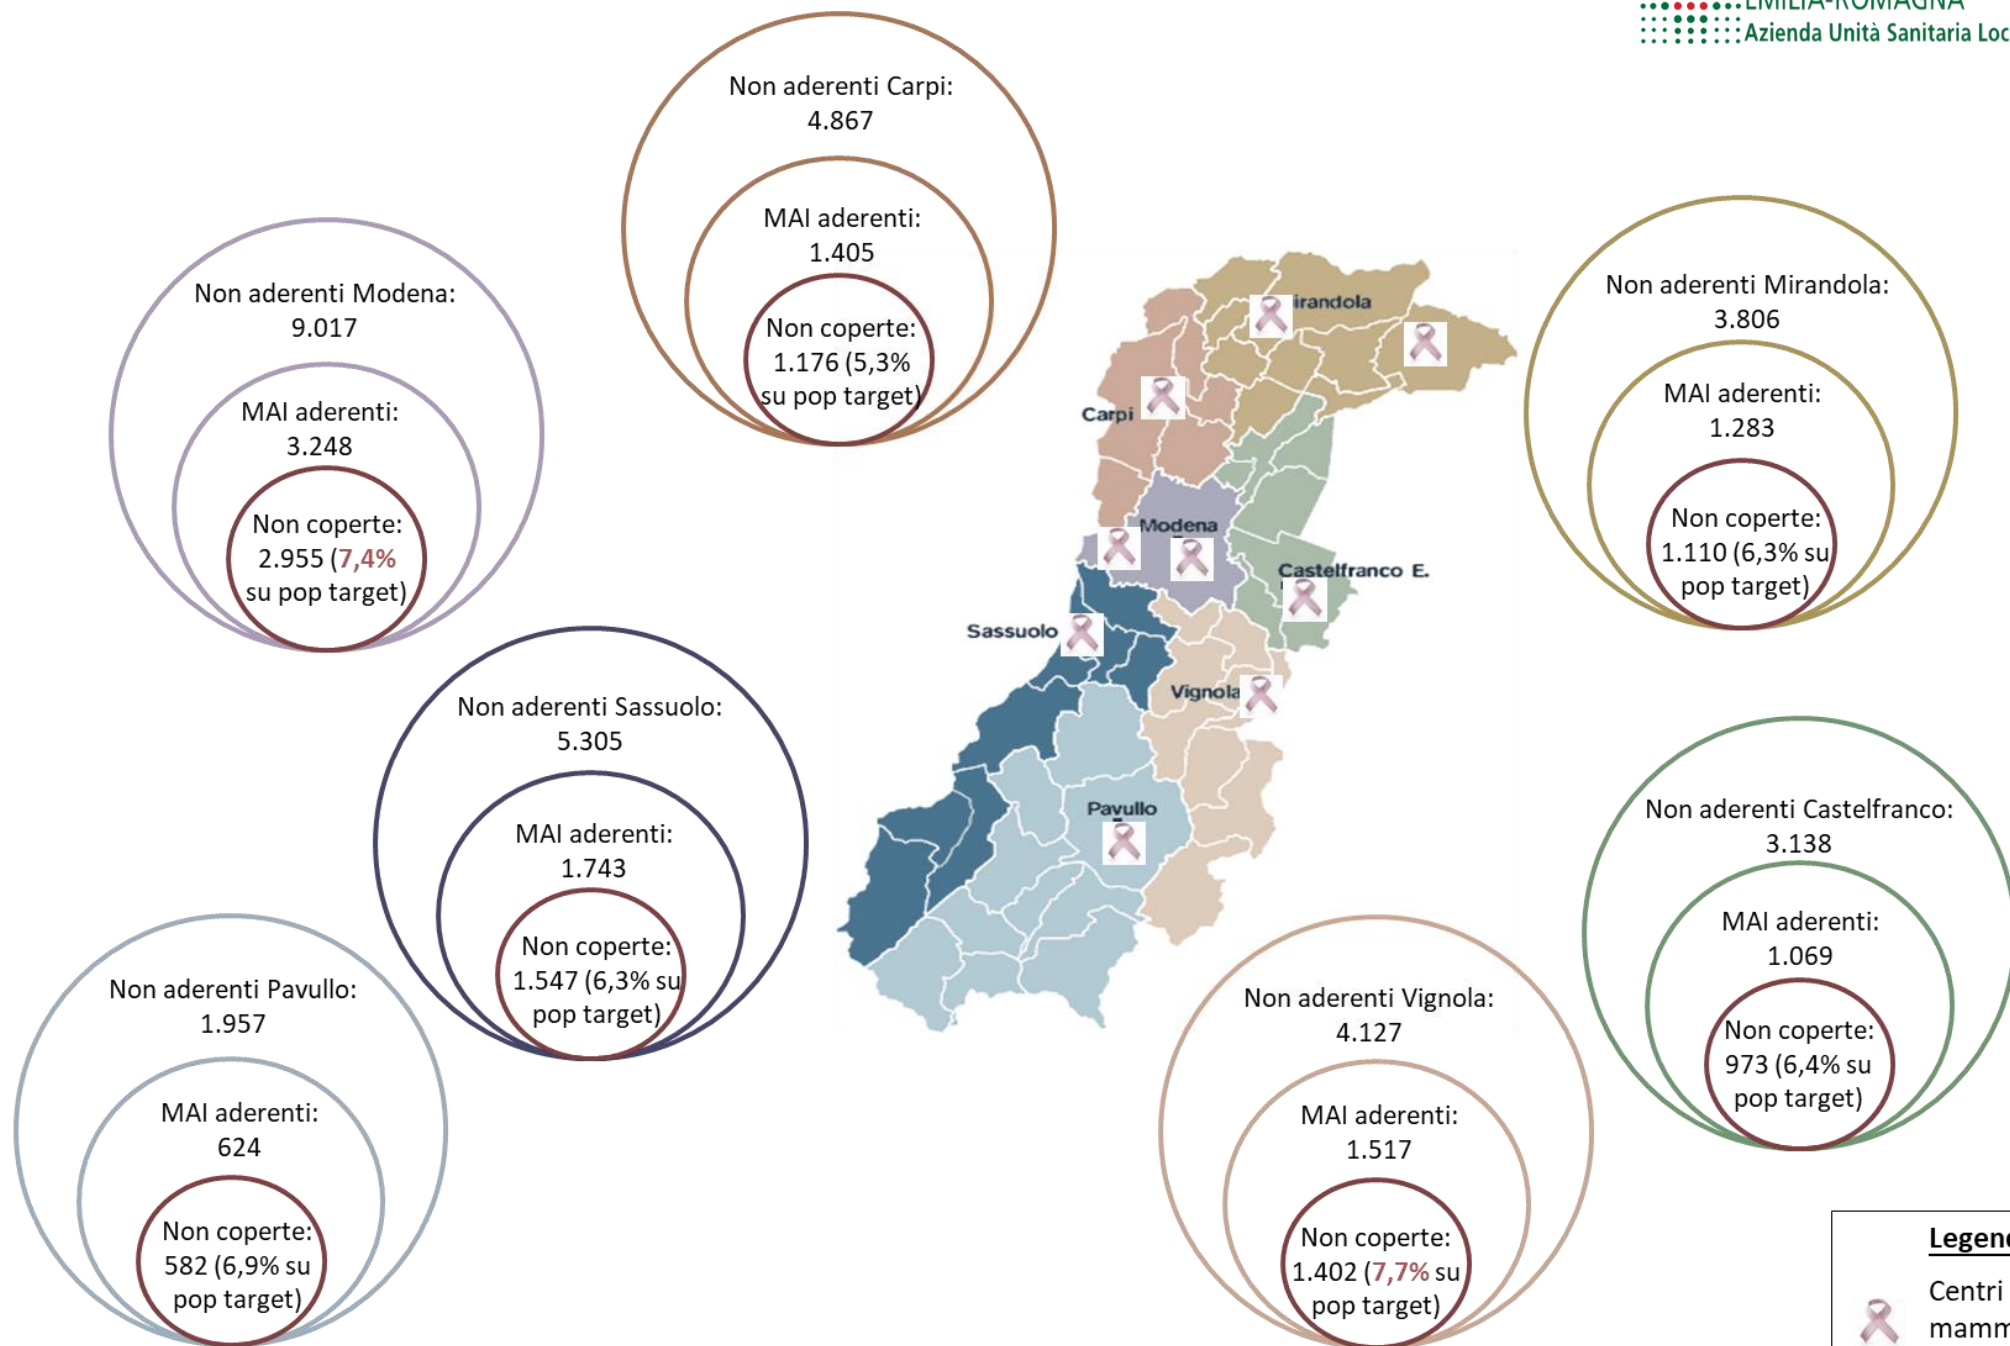 EMILIA-ROMAGNA
Azienda Unità Sanitaria Loc
Non aderenti Carpi:
4.867
MAI aderenti:
1.405
Non coperte:
1.176 (5,3%
su pop target)
Non aderenti Modena:
9.017
MAI aderenti:
3.248
Non coperte:
2.955 (7,4%
su pop target)
Non aderenti Mirandola:
3.806
MAI aderenti:
1.283
Non coperte:
1.110 (6,3% su
pop target)
irandola
Carpi
Modena
Castelfranco E.
Sassuolo
Vignola
Pavullo
Non aderenti Sassuolo:
5.305
MAI aderenti:
1.743
Non coperte:
1.547 (6,3% su
pop target)
Non aderenti Castelfranco:
3.138
MAI aderenti:
1.069
Non coperte:
973 (6,4% su
pop target)
Non aderenti Pavullo:
1.957
MAI aderenti:
624
Non coperte:
582 (6,9% su
pop target)
Non aderenti Vignola:
4.127
MAI aderenti:
1.517
Non coperte:
1.402 (7,7% su
pop target)
Legen
Centri
mamm